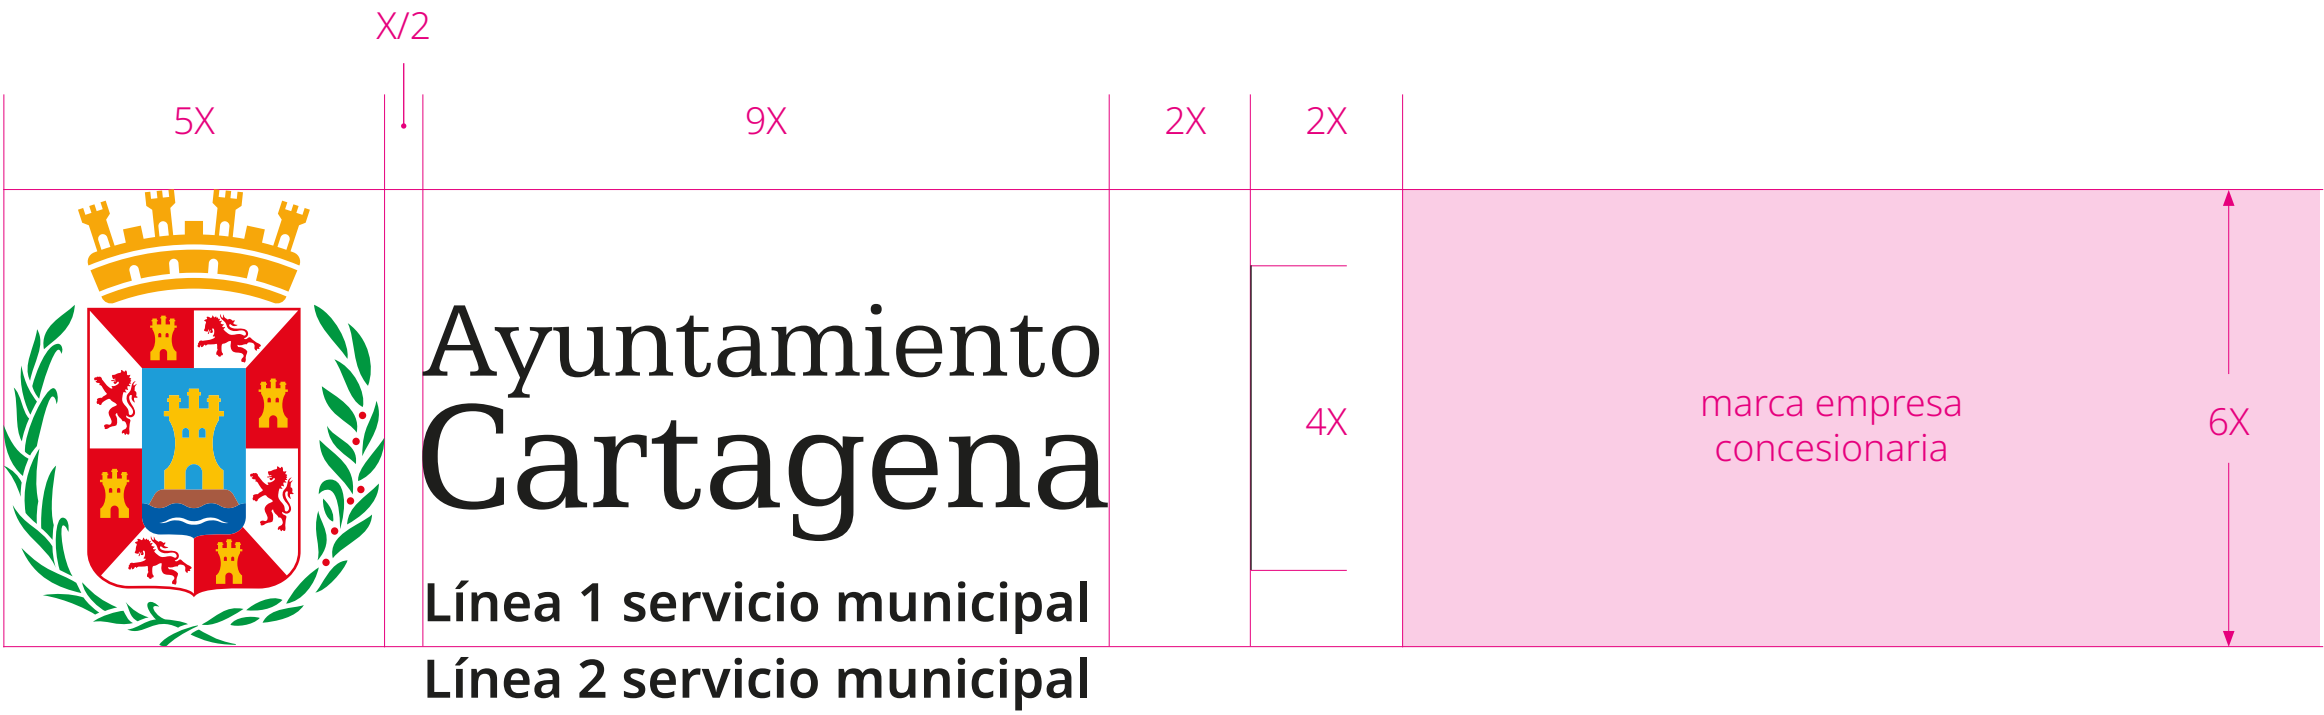 X/2
5X
9X
2X
2X
Ayuntamiento
Cartagena
4X
marca empresa
concesionaria
6X
Línea 1 servicio municipal
Línea 2 servicio municipal